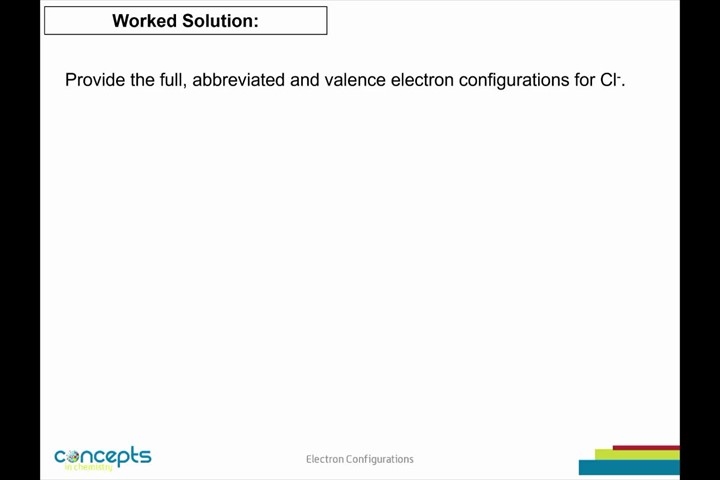 Worked Solution:
Provide the full, abbreviated and valence electron configurations for Cl⁻.
concepts
in chemistry
Electron Configurations